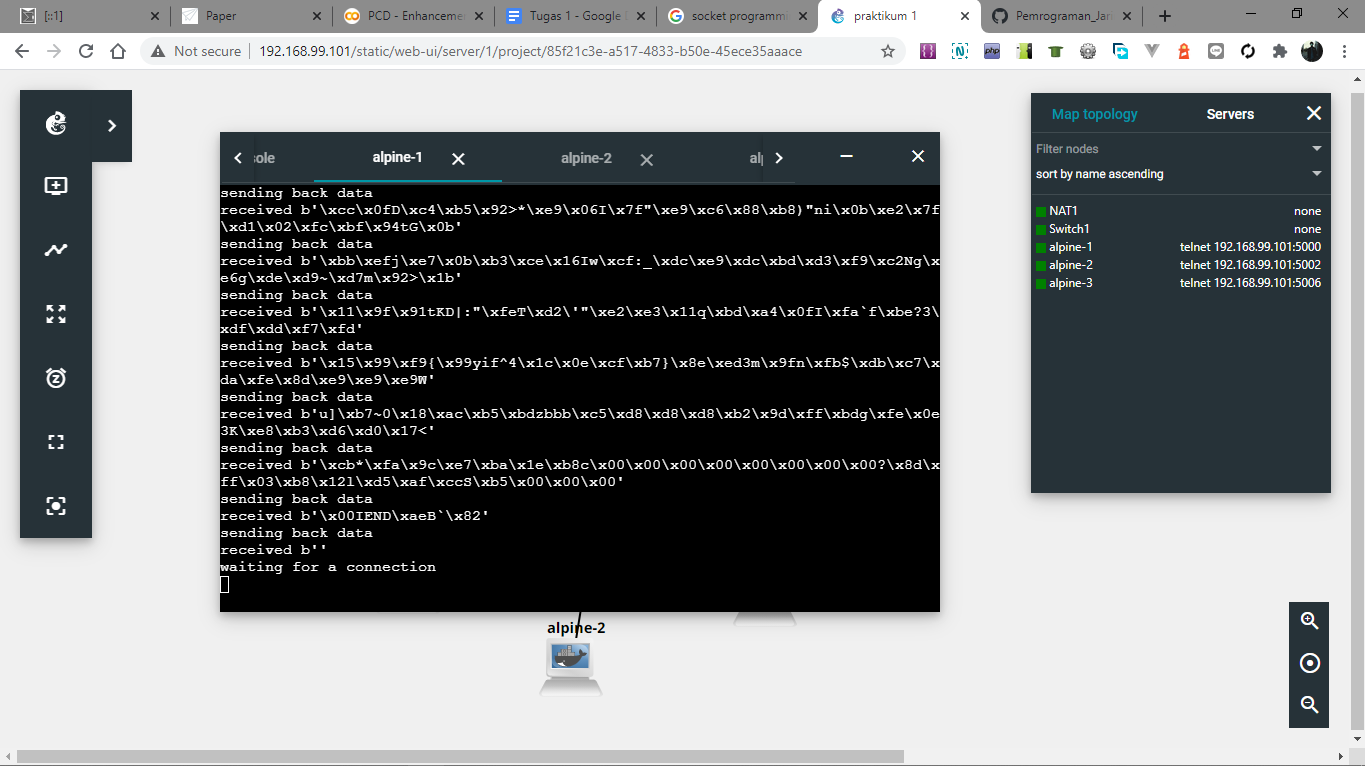 [::1]
Paper
PCD - Enhancemen
Tugas 1 - Google
socket programmi
praktikum 1
Pemrograman_Jari
Not secure
192.168.99.101/static/web-ui/server/1/project/85f21c3e-a517-4833-b50e-45ece35aaace
sole
alpine-1
alpine-2
al
sending back data
received b'\xcc\x0fD\xc4\xb5\x92>*\xe9\x06I\x7f"\xe9\xc6\x88\xb8)"ni\x0b\xe2\x7f
\xd1\x02\xfc\xbf\x94tG\x0b'
sending back data
received b'\xbb\xefj\xe7\x0b\xb3\xce\x16Iw\xcf:_\xdc\xe9\xdc\xbd\xd3\xf9\xc2Ng\x
e6g\xde\xd9~\xd7m\x92>\x1b'
sending back data
received b'\x11\x9f\x91tKD|:"\xfeT\xd2\'"\xe2\xe3\x11q\xbd\xa4\x0fI\xfa`f\xbe?3\
xdf\xdd\xf7\xfd'
sending back data
received b'\x15\x99\xf9{\x99yif^4\x1c\x0e\xcf\xb7}\x8e\xed3m\x9fn\xfb$\xdb\xc7\x
da\xfe\x8d\xe9\xe9\xe9W'
sending back data
received b'u]\xb7~0\x18\xac\xb5\xbdzbbb\xc5\xd8\xd8\xd8\xb2\x9d\xff\xbdg\xfe\x0e
3K\xe8\xb3\xd6\xd0\x17<'
sending back data
received b'\xcb*\xfa\x9c\xe7\xba\x1e\xb8c\x00\x00\x00\x00\x00\x00\x00\x00?\x8d\x
ff\x03\xb8\x12l\xd5\xaf\xccS\xb5\x00\x00\x00'
sending back data
received b'\x00IEND\xaeB`\x82'
sending back data
received b''
waiting for a connection
alpine-2
Map topology
Servers
Filter nodes
sort by name ascending
NAT1 none
Switch1 none
alpine-1 telnet 192.168.99.101:5000
alpine-2 telnet 192.168.99.101:5002
alpine-3 telnet 192.168.99.101:5006